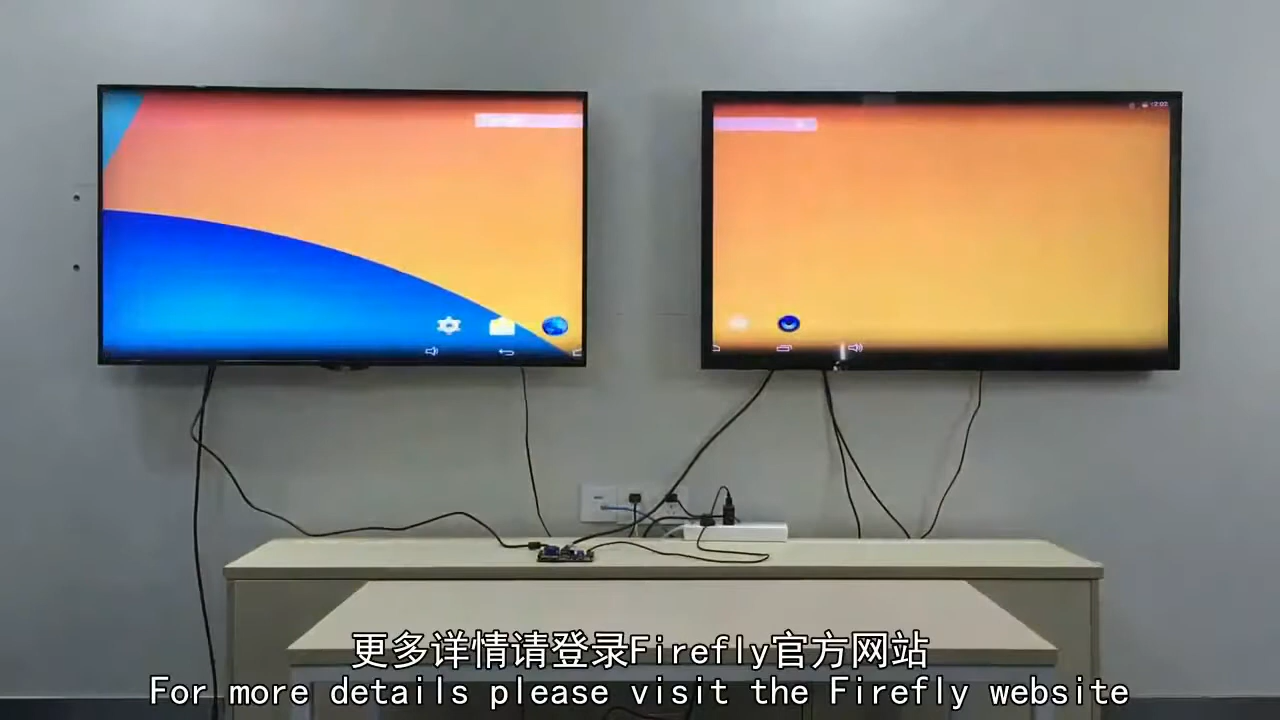 更多详情请登录Firefly官方网站
For more details please visit the Firefly website